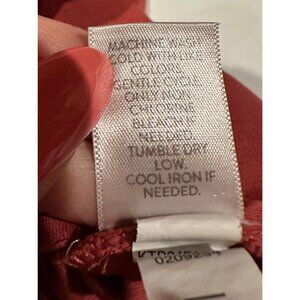 MACHINE WASH
COLD WITH LIKE
COLORS.
GENTLE CYCLE.
ONLY NON
CHLORINE
BLEACH IF
NEEDED.
TUMBLE DRY
LOW.
COOL IRON IF
NEEDED.